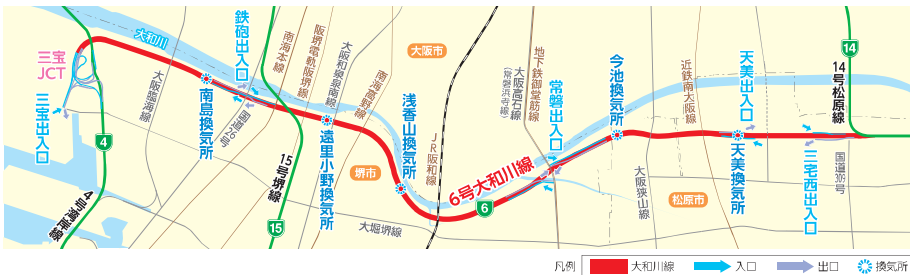 三宝
JCT
三宝出入口
4
4号湾岸線
大和川
大阪臨海線
南島換気所
鉄砲出入口
国道26号
15号堺線
15
南海本線
阪堺電軌阪堺線
遠里小野換気所
大阪和泉泉南線
南海高野線
堺市
大阪市
浅香山換気所
大堀堺線
JR阪和線
6号大和川線
6
大阪高石線
(常磐浜寺線)
地下鉄御堂筋線
常磐出入口
今池換気所
大阪狭山線
近鉄南大阪線
松原市
天美出入口
天美換気所
三宅西出入口
14
14号松原線
国道309号
凡例
大和川線
入口
出口
換気所